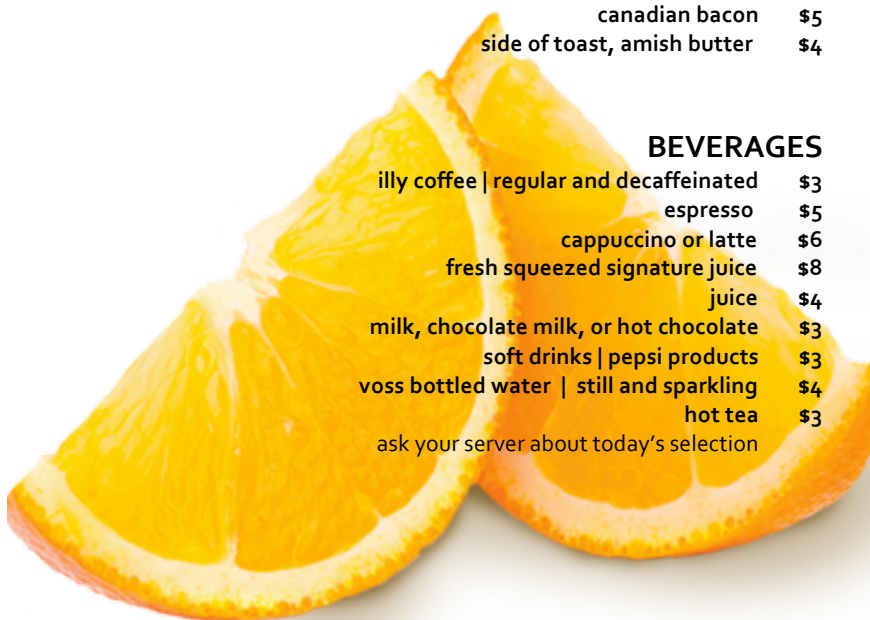 canadian bacon $5
side of toast, amish butter $4
BEVERAGES
illy coffee | regular and decaffeinated $3
espresso $5
cappuccino or latte $6
fresh squeezed signature juice $8
juice $4
milk, chocolate milk, or hot chocolate $3
soft drinks | pepsi products $3
voss bottled water | still and sparkling $4
hot tea $3
ask your server about today’s selection